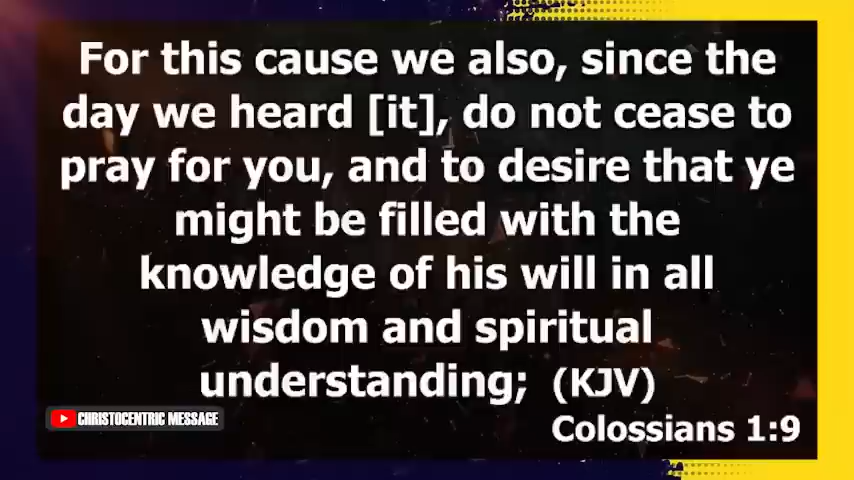 For this cause we also, since the
day we heard [it], do not cease to
pray for you, and to desire that ye
might be filled with the
knowledge of his will in all
wisdom and spiritual
understanding; (KJV)
CHRISTOCENTRIC MESSAGE
Colossians 1:9